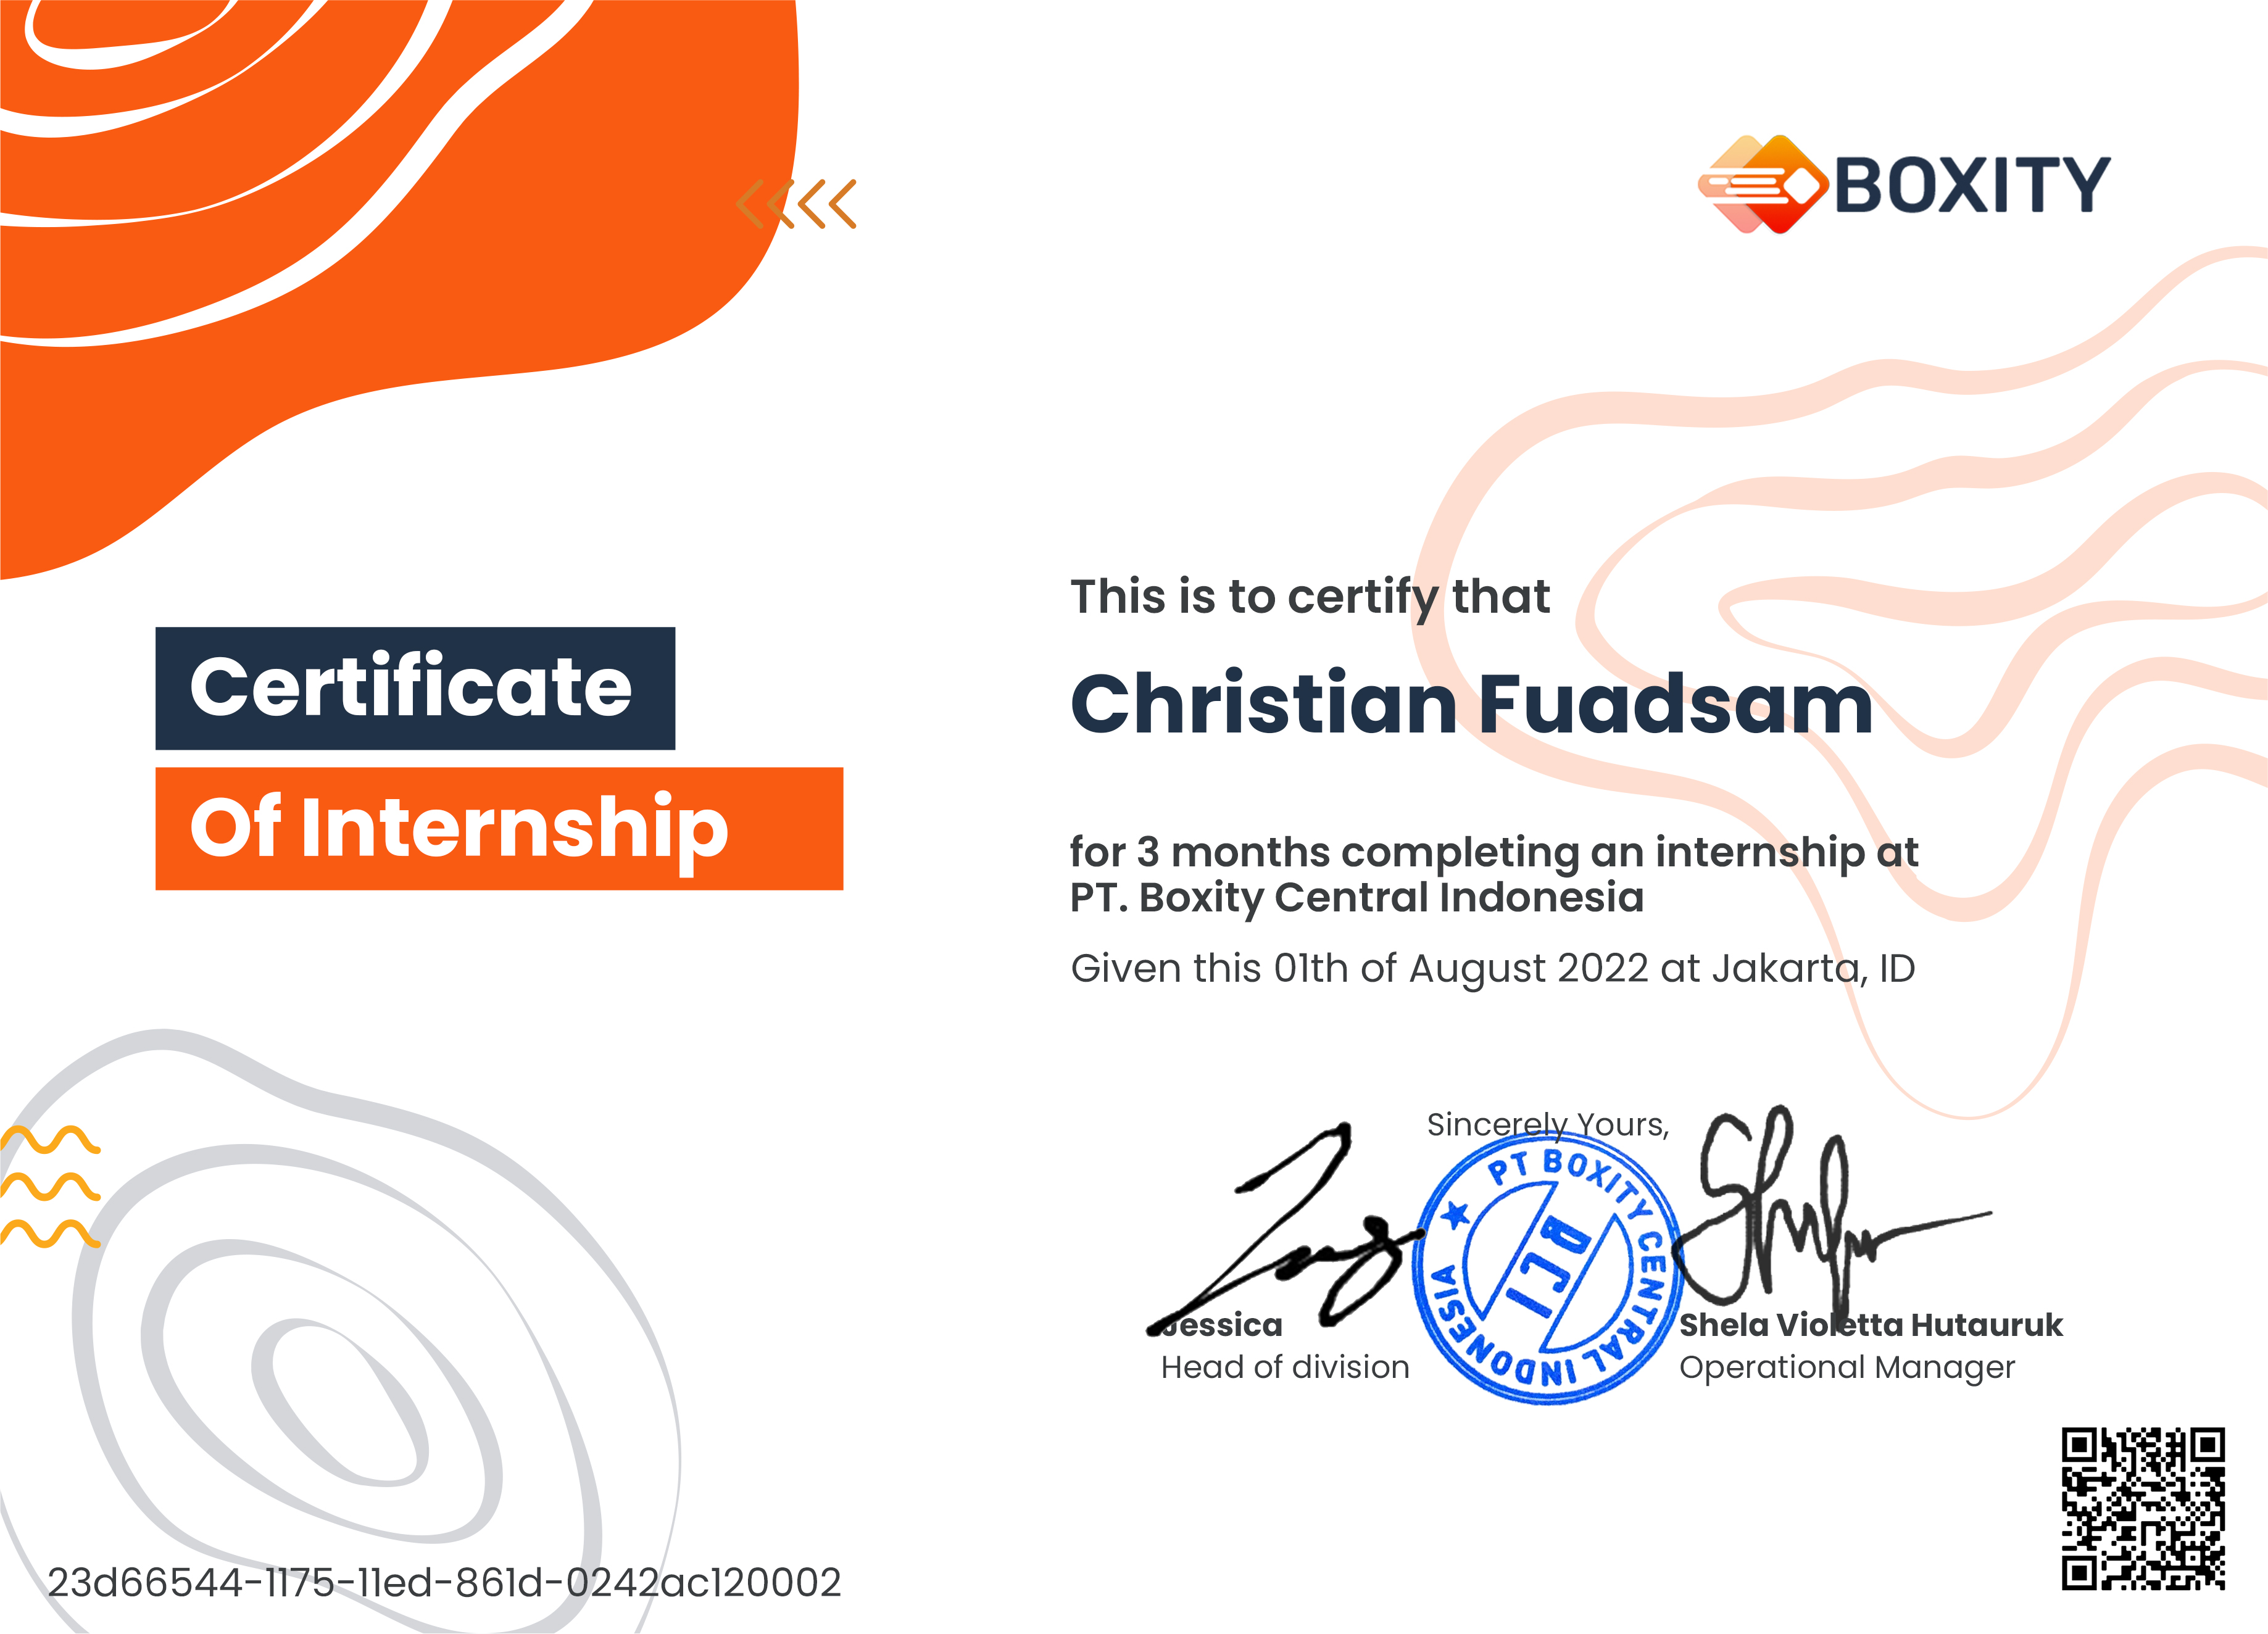 BOXITY
Certificate
Of Internship
This is to certify that
Christian Fuadsam
for 3 months completing an internship at
PT. Boxity Central Indonesia
Given this 01th of August 2022 at Jakarta, ID
Sincerely Yours,
PT BOXITY CENTRAL INDONESIA
BCI
Jessica
Head of division
Shela Violetta Hutauruk
Operational Manager
23d66544-1175-11ed-861d-0242ac120002